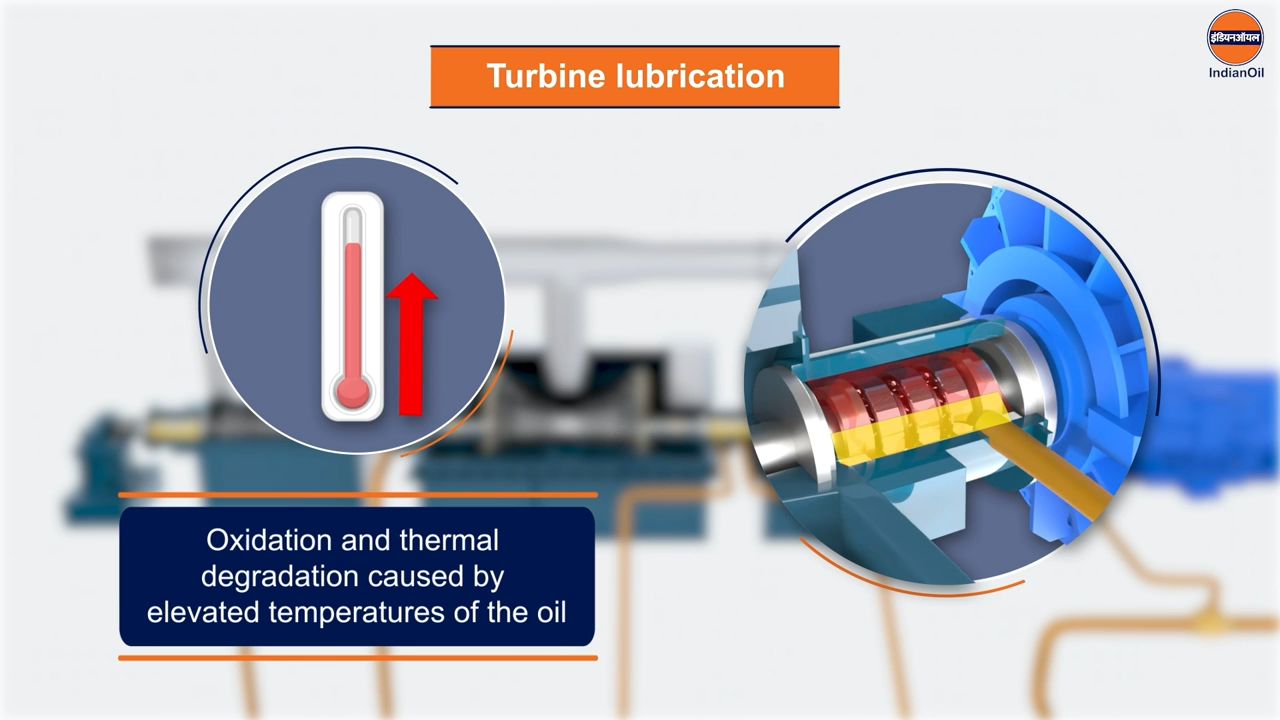 इंडियनऑयल
IndianOil
Turbine lubrication
Oxidation and thermal
degradation caused by
elevated temperatures of the oil